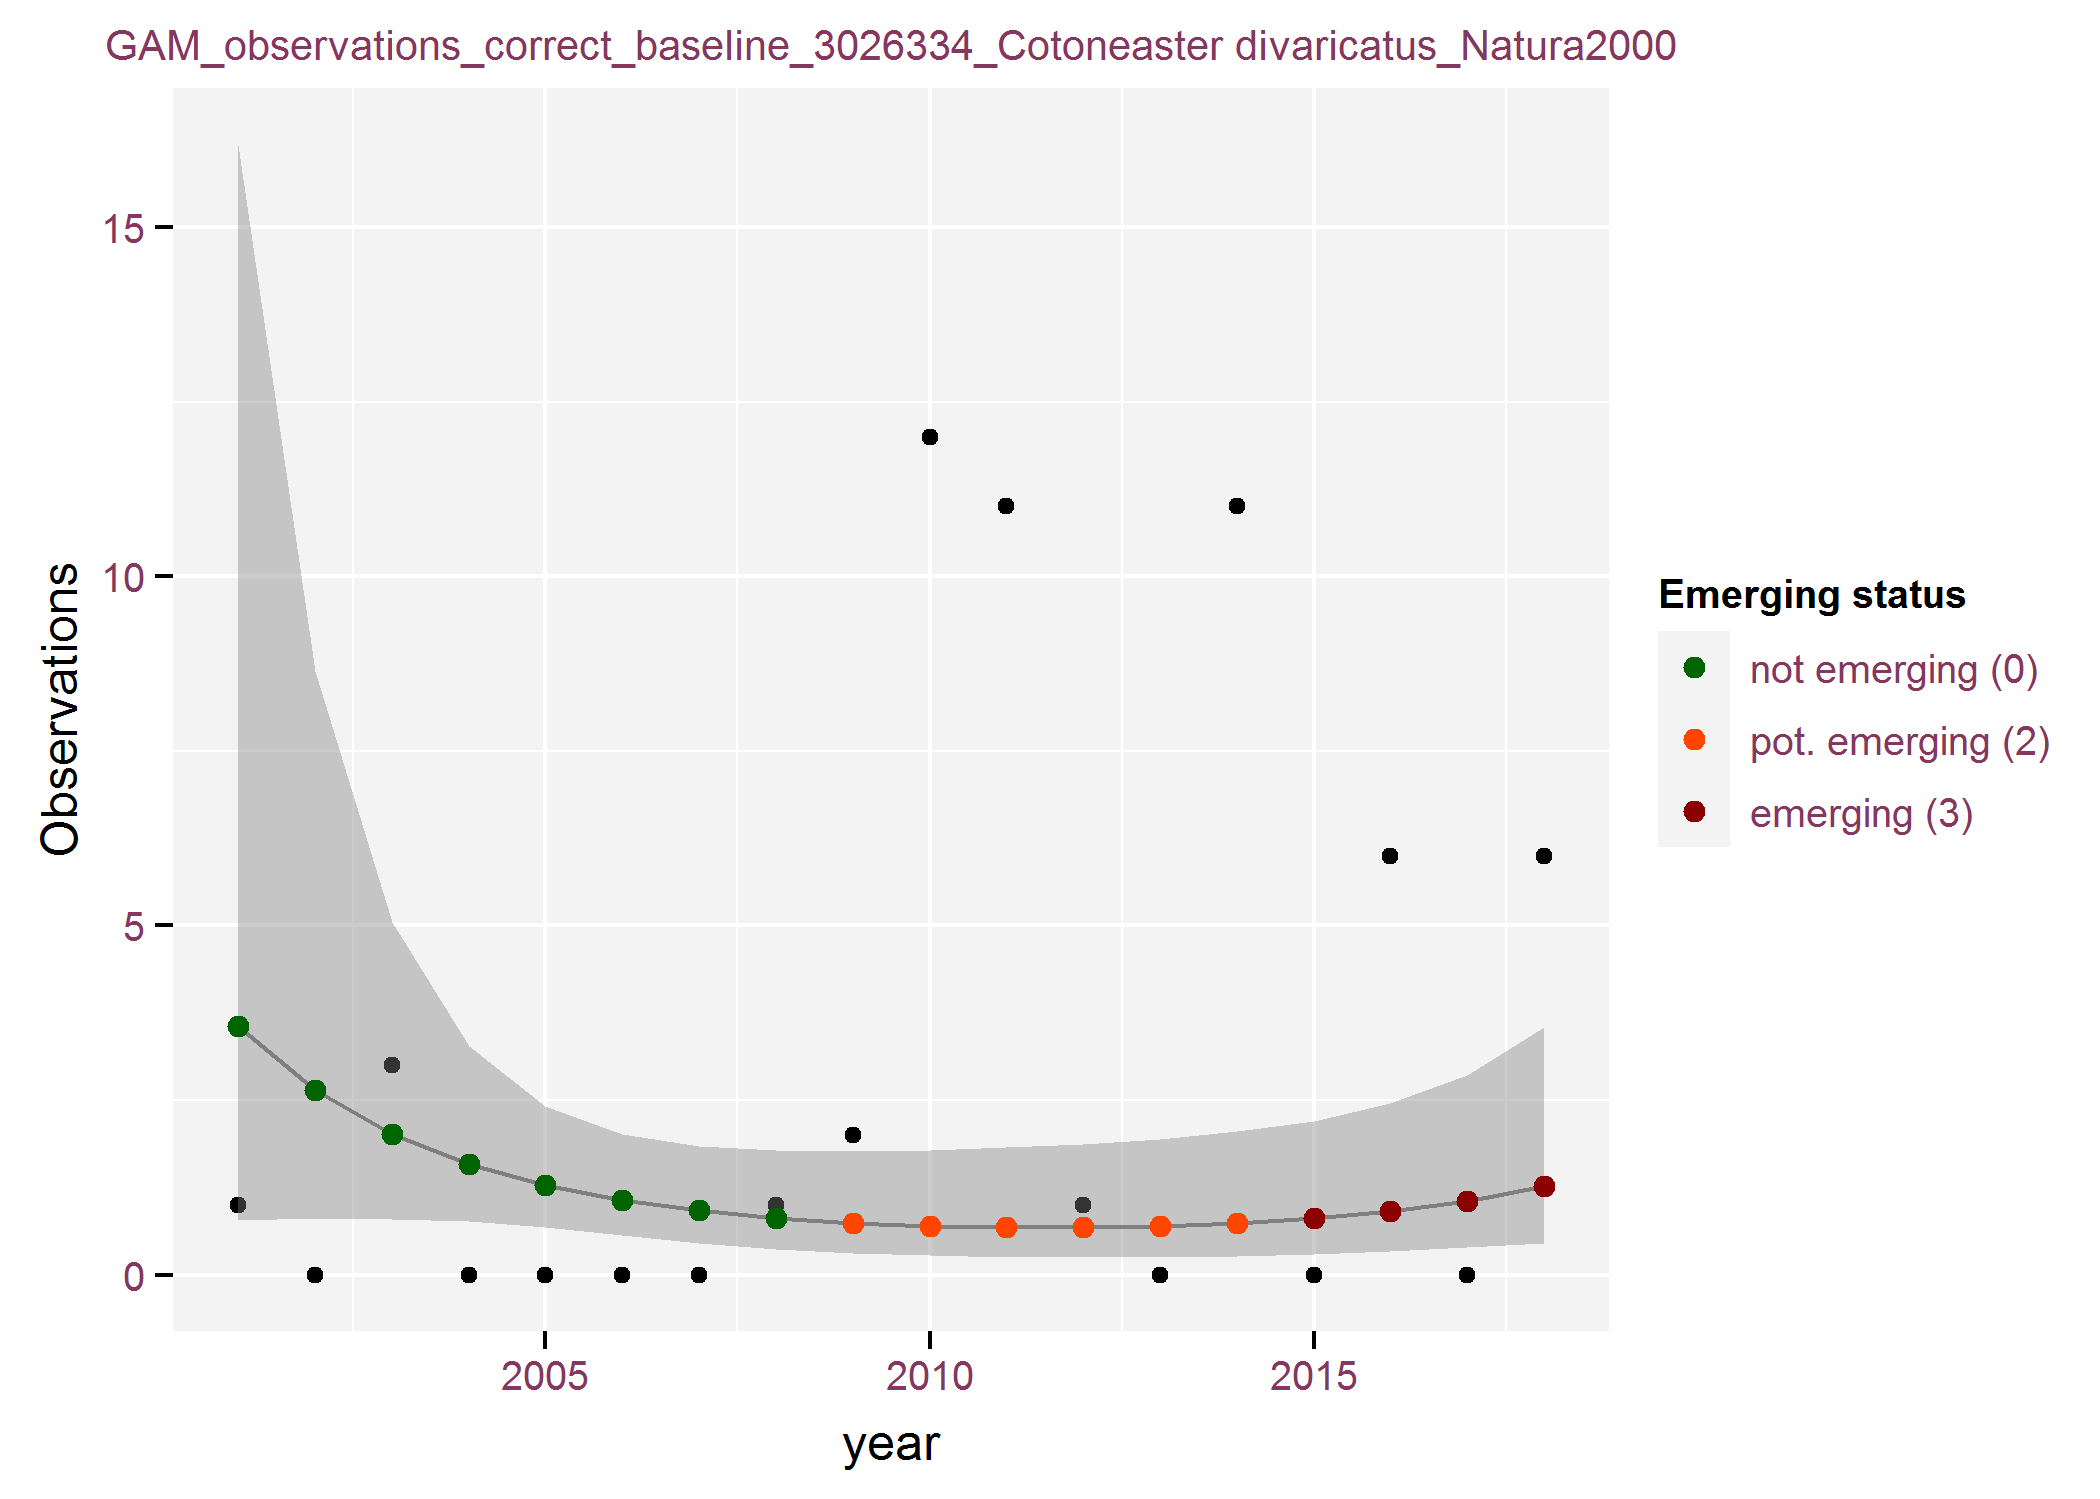 GAM_observations_correct_baseline_3026334_Cotoneaster divaricatus_Natura2000
Observations
15
10
5
0
2005
2010
2015
year
Emerging status
not emerging (0)
pot. emerging (2)
emerging (3)